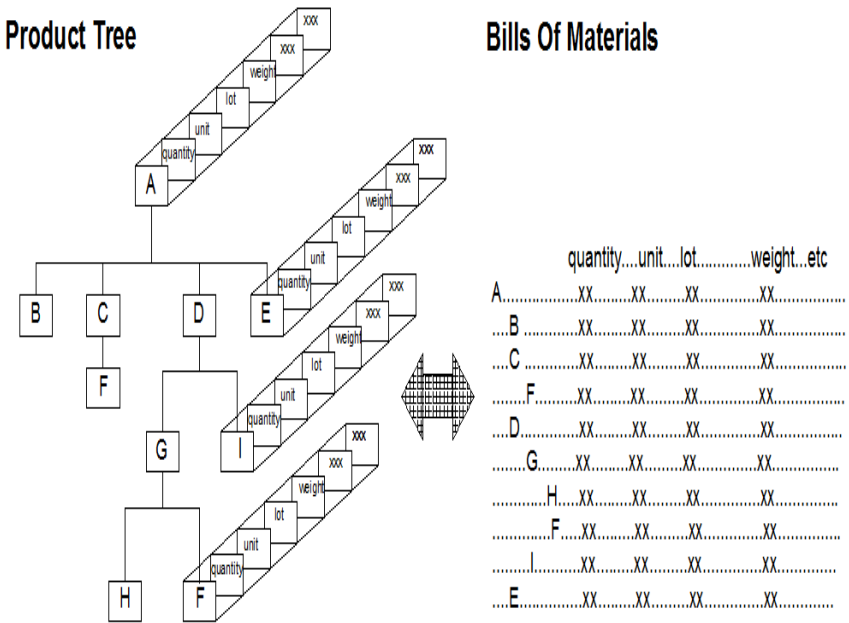 Product Tree
Bills Of Materials
xxx
xxx
weight
lot
unit
quantity
A
xxx
xxx
weight
lot
unit
quantity
B
C
D
E
xxx
xxx
weight
lot
unit
quantity
F
G
I
xxx
xxx
weight
lot
unit
quantity
H
F
quantity....unit....lot.............weight...etc
A..................xx.........xx.........xx...............xx.................
....B .............xx.........xx.........xx...............xx.................
....C .............xx.........xx.........xx...............xx.................
.........F.........xx.........xx.........xx...............xx.................
....D..............xx.........xx.........xx...............xx................
.........G.........xx.........xx.........xx...............xx................
.............H.....xx.........xx.........xx...............xx...............
..............F.....xx.........xx.........xx...............xx...............
..........I..........xx.........xx.........xx...............xx..............
....E...............xx.........xx.........xx...............xx..............